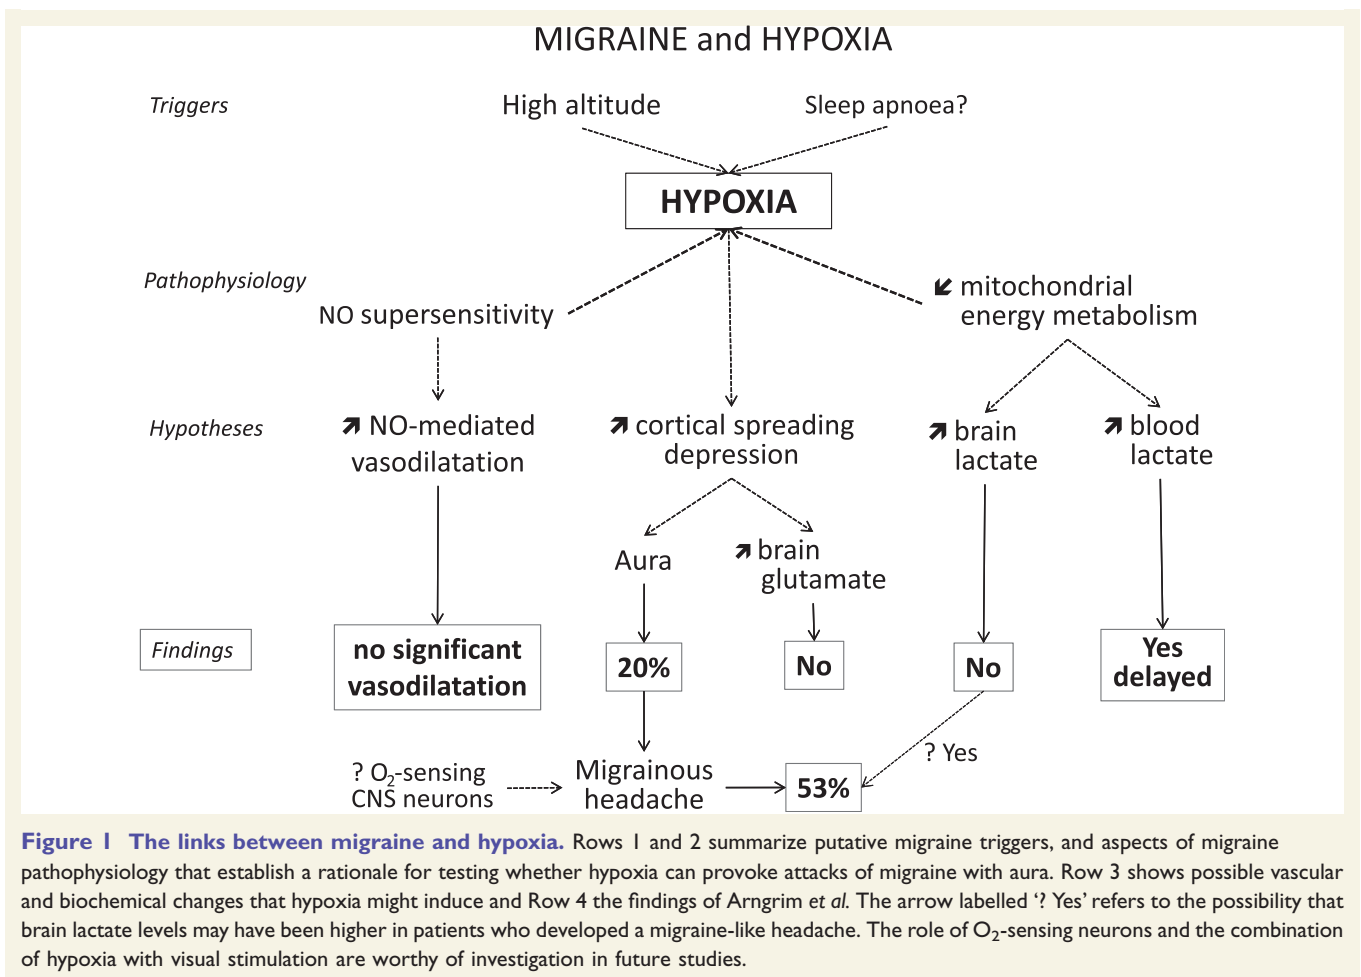 MIGRAINE and HYPOXIA
Triggers
High altitude
Sleep apnoea?
HYPOXIA
Pathophysiology
NO supersensitivity
mitochondrial
energy metabolism
Hypotheses
NO-mediated
vasodilatation
cortical spreading
depression
brain
lactate
blood
lactate
Aura
brain
glutamate
Findings
no significant
vasodilatation
20%
No
No
Yes
delayed
? Yes
? O₂-sensing
CNS neurons
Migrainous
headache
53%
Figure 1 The links between migraine and hypoxia. Rows 1 and 2 summarize putative migraine triggers, and aspects of migraine
pathophysiology that establish a rationale for testing whether hypoxia can provoke attacks of migraine with aura. Row 3 shows possible vascular
and biochemical changes that hypoxia might induce and Row 4 the findings of Arngrim et al. The arrow labelled ‘? Yes’ refers to the possibility that
brain lactate levels may have been higher in patients who developed a migraine-like headache. The role of O₂-sensing neurons and the combination
of hypoxia with visual stimulation are worthy of investigation in future studies.